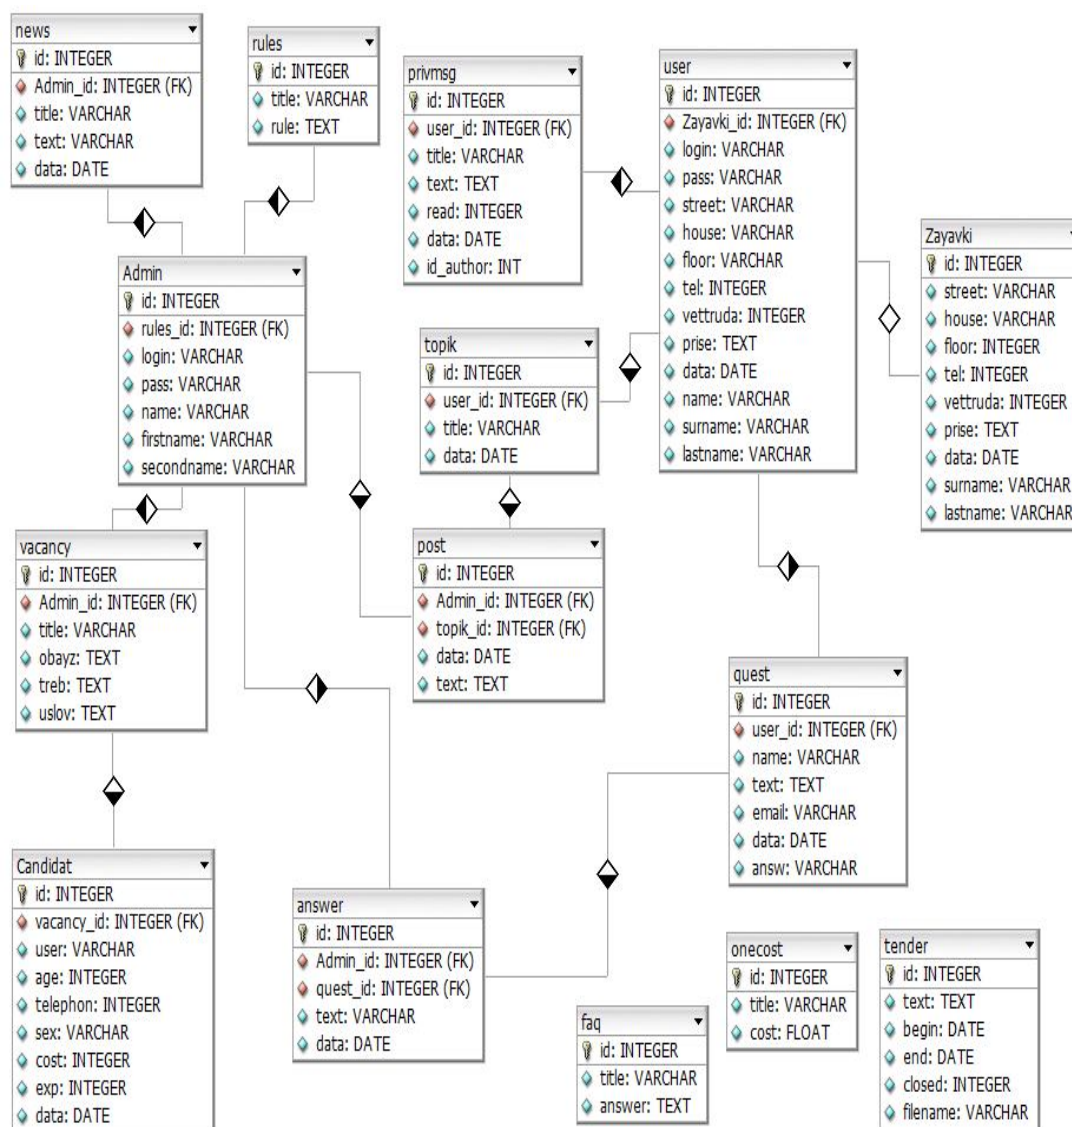 news
id: INTEGER
Admin_id: INTEGER (FK)
title: VARCHAR
text: VARCHAR
data: DATE
rules
id: INTEGER
title: VARCHAR
rule: TEXT
privmsg
id: INTEGER
user_id: INTEGER (FK)
title: VARCHAR
text: TEXT
read: INTEGER
data: DATE
id_author: INT
user
id: INTEGER
Zayavki_id: INTEGER (FK)
login: VARCHAR
pass: VARCHAR
street: VARCHAR
house: VARCHAR
floor: VARCHAR
tel: INTEGER
vettruda: INTEGER
prise: TEXT
data: DATE
name: VARCHAR
surname: VARCHAR
lastname: VARCHAR
Zayavki
id: INTEGER
street: VARCHAR
house: VARCHAR
floor: INTEGER
tel: INTEGER
vettruda: INTEGER
prise: TEXT
data: DATE
surname: VARCHAR
lastname: VARCHAR
Admin
id: INTEGER
rules_id: INTEGER (FK)
login: VARCHAR
pass: VARCHAR
name: VARCHAR
firstname: VARCHAR
secondname: VARCHAR
topik
id: INTEGER
user_id: INTEGER (FK)
title: VARCHAR
data: DATE
vacancy
id: INTEGER
Admin_id: INTEGER (FK)
title: VARCHAR
obayz: TEXT
treb: TEXT
uslov: TEXT
post
id: INTEGER
Admin_id: INTEGER (FK)
topik_id: INTEGER (FK)
data: DATE
text: TEXT
quest
id: INTEGER
user_id: INTEGER (FK)
name: VARCHAR
text: TEXT
email: VARCHAR
data: DATE
answ: VARCHAR
Candidat
id: INTEGER
vacancy_id: INTEGER (FK)
user: VARCHAR
age: INTEGER
telephon: INTEGER
sex: VARCHAR
cost: INTEGER
exp: INTEGER
data: DATE
answer
id: INTEGER
Admin_id: INTEGER (FK)
quest_id: INTEGER (FK)
text: VARCHAR
data: DATE
faq
id: INTEGER
title: VARCHAR
answer: TEXT
onecost
id: INTEGER
title: VARCHAR
cost: FLOAT
tender
id: INTEGER
text: TEXT
begin: DATE
end: DATE
closed: INTEGER
filename: VARCHAR